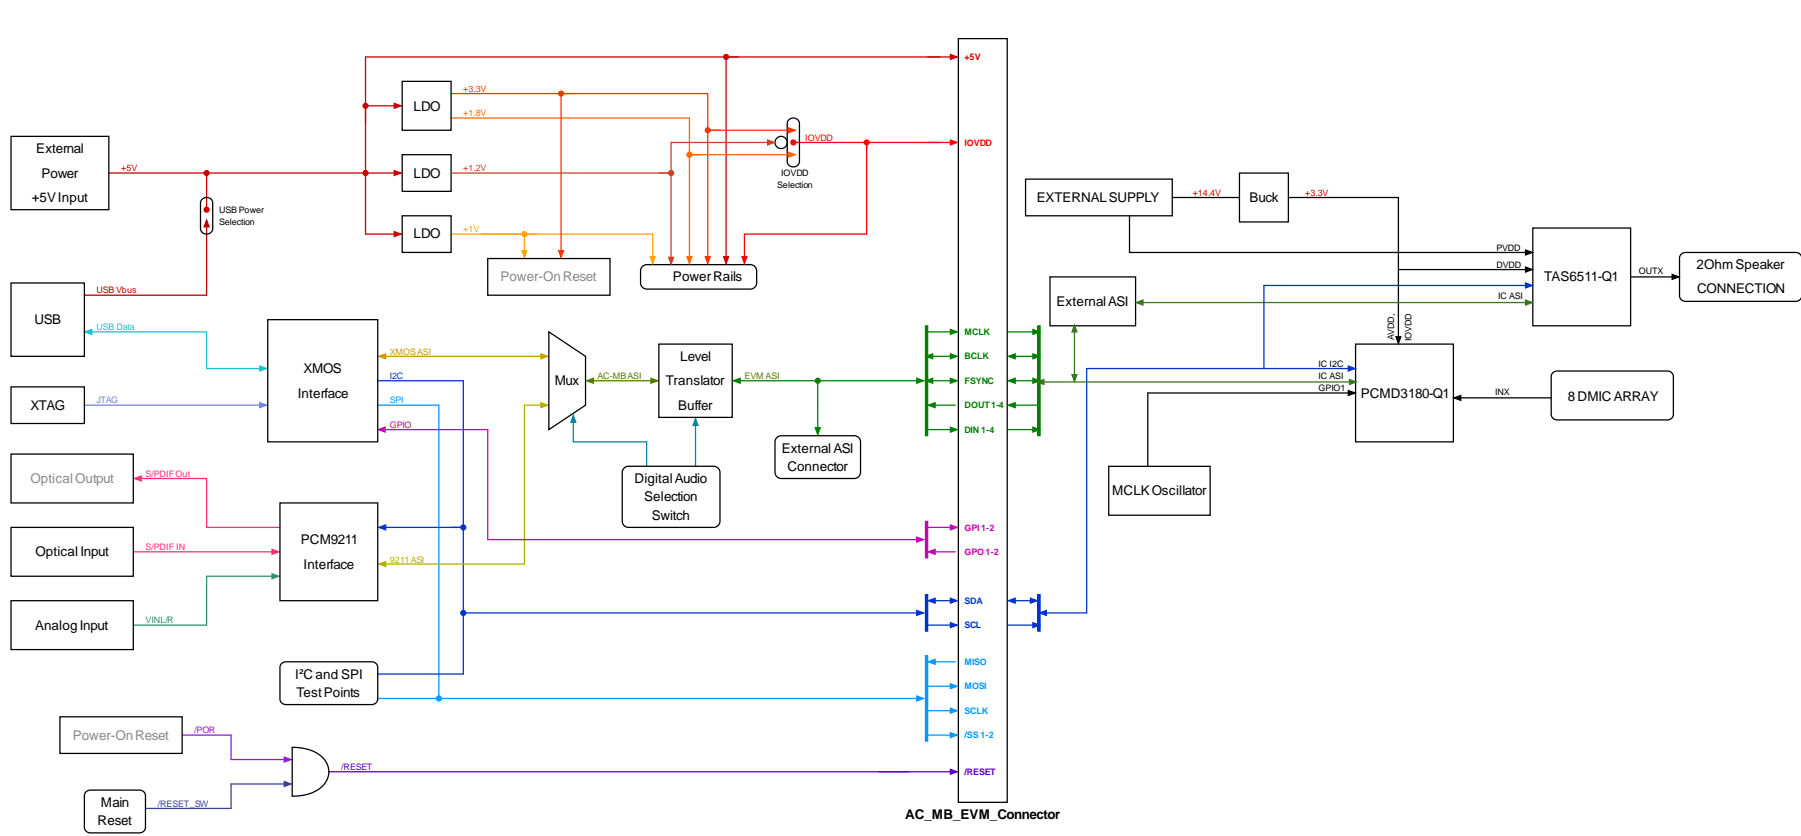 +5V
LDO
+3.3V
+1.8V
External
Power
+5V Input
+5V
LDO
+1.2V
IOVDD
IOVDD
IOVDD
Selection
USB Power
Selection
LDO
+1V
Power-On Reset
Power Rails
EXTERNAL SUPPLY
+14.4V
Buck
+3.3V
PVDD
DVDD
IC ASI
TAS6511-Q1
OUTX
2Ohm Speaker
CONNECTION
External ASI
AVDD,
IOVDD
USB
USB Vbus
USB Data
XMOS
Interface
XMOS ASI
I2C
SPI
GPIO
XTAG
JTAG
Mux
AC-MB ASI
Level
Translator
Buffer
EVM ASI
MCLK
BCLK
FSYNC
DOUT 1-4
DIN 1-4
IC I2C
IC ASI
GPIO1
PCMD3180-Q1
INX
8 DMIC ARRAY
External ASI
Connector
Digital Audio
Selection
Switch
MCLK Oscillator
Optical Output
S/PDIF Out
Optical Input
S/PDIF IN
PCM9211
Interface
9211 ASI
Analog Input
VINL/R
GPI 1-2
GPO 1-2
SDA
SCL
I²C and SPI
Test Points
MISO
MOSI
SCLK
/SS 1-2
Power-On Reset
/POR
/RESET
/RESET
Main
Reset
/RESET_SW
AC_MB_EVM_Connector